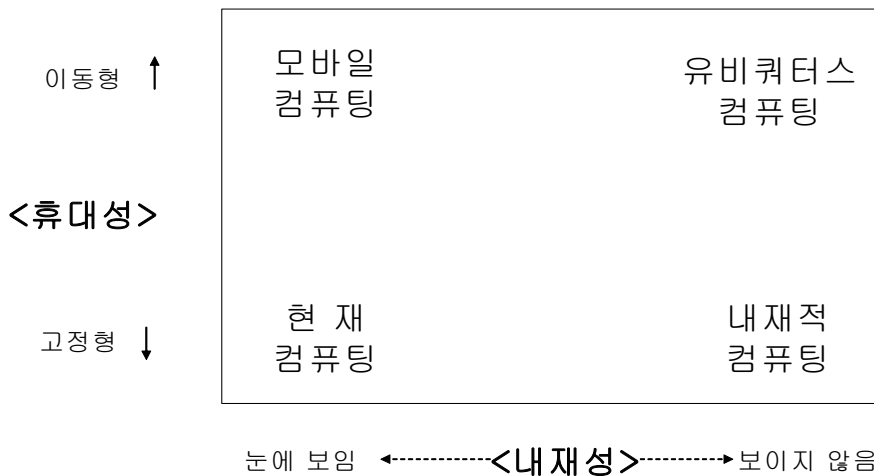 모바일
컴퓨팅
유비쿼터스
컴퓨팅
이동형
<휴대성>
고정형
현 재
컴퓨팅
내재적
컴퓨팅
눈에 보임
<내재성>
보이지 않음